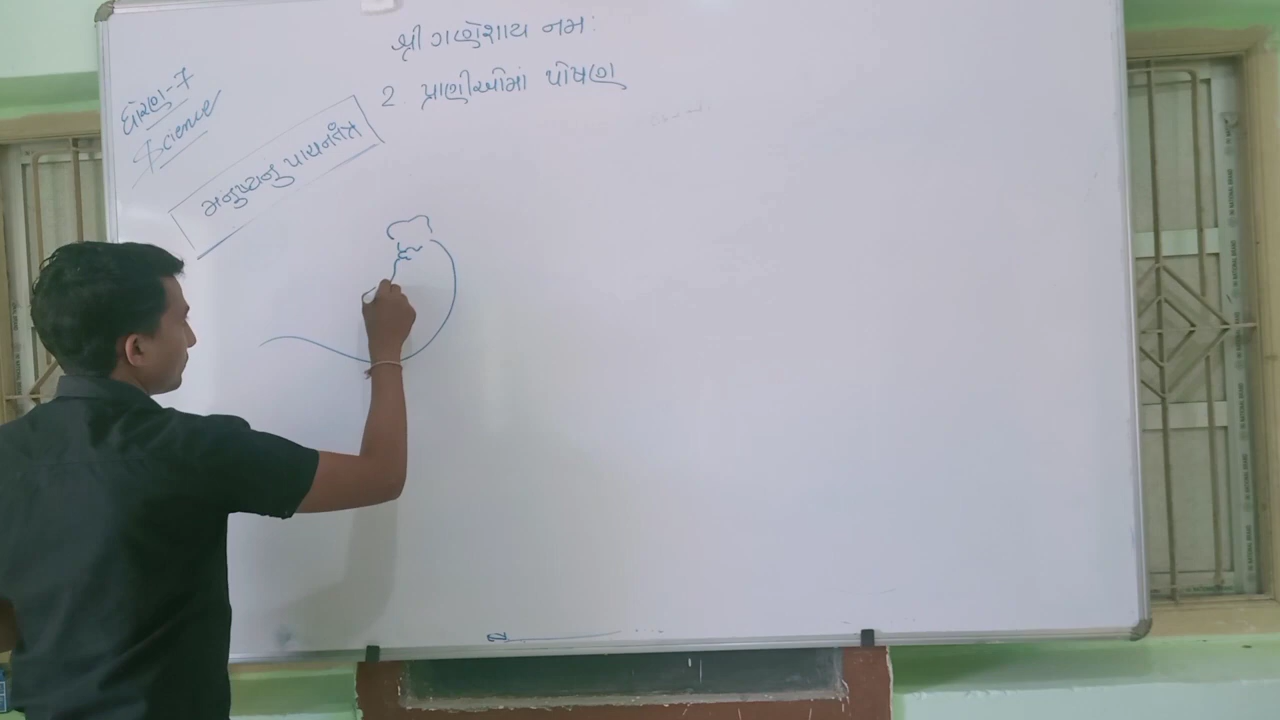 શ્રી ગણેશાય નમઃ
2. પ્રાણીઓમાં પોષણ
ધોરણ-7
Science
મનુષ્યનું પાચનતંત્ર